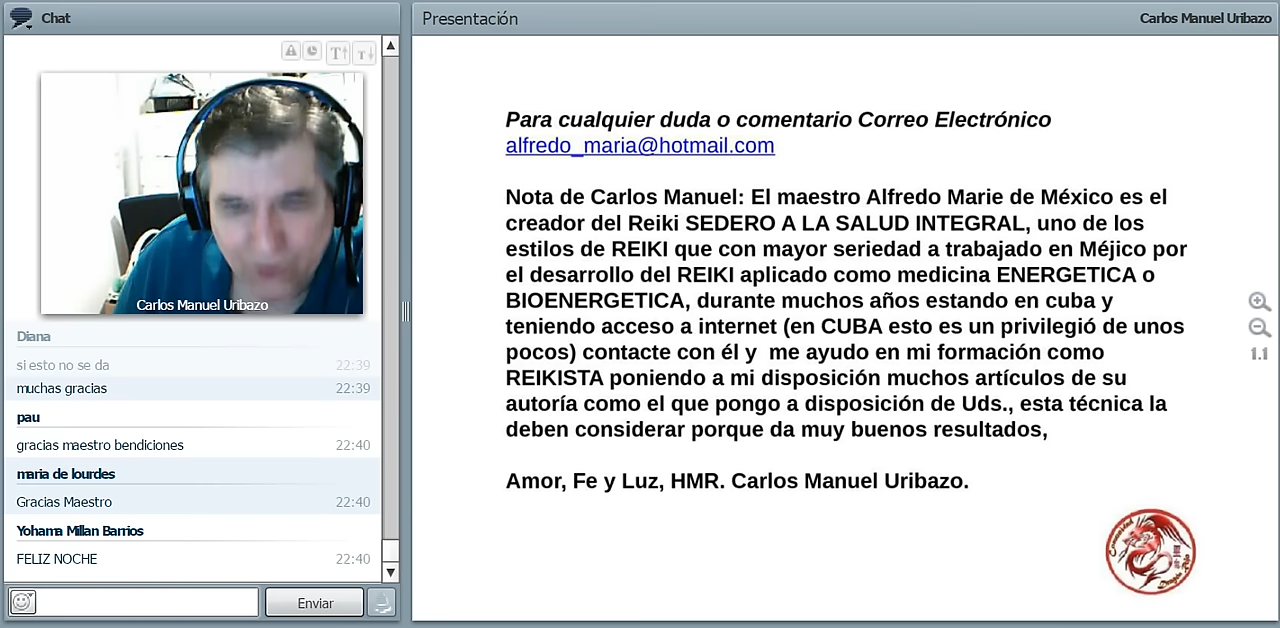 Chat
Carlos Manuel Uribazo
Diana
si esto no se da 22:39
muchas gracias 22:39
pau
gracias maestro bendiciones 22:40
maria de lourdes
Gracias Maestro 22:40
Yohama Millan Barrios
FELIZ NOCHE 22:40
Enviar
Presentación Carlos Manuel Uribazo
Para cualquier duda o comentario Correo Electrónico
alfredo_maria@hotmail.com
Nota de Carlos Manuel: El maestro Alfredo Marie de México es el
creador del Reiki SEDERO A LA SALUD INTEGRAL, uno de los
estilos de REIKI que con mayor seriedad a trabajado en Méjico por
el desarrollo del REIKI aplicado como medicina ENERGETICA o
BIOENERGETICA, durante muchos años estando en cuba y
teniendo acceso a internet (en CUBA esto es un privilegió de unos
pocos) contacte con él y  me ayudo en mi formación como
REIKISTA poniendo a mi disposición muchos artículos de su
autoría como el que pongo a disposición de Uds., esta técnica la
deben considerar porque da muy buenos resultados,
Amor, Fe y Luz, HMR. Carlos Manuel Uribazo.
Comunidad
Dragón Rojo
1.1